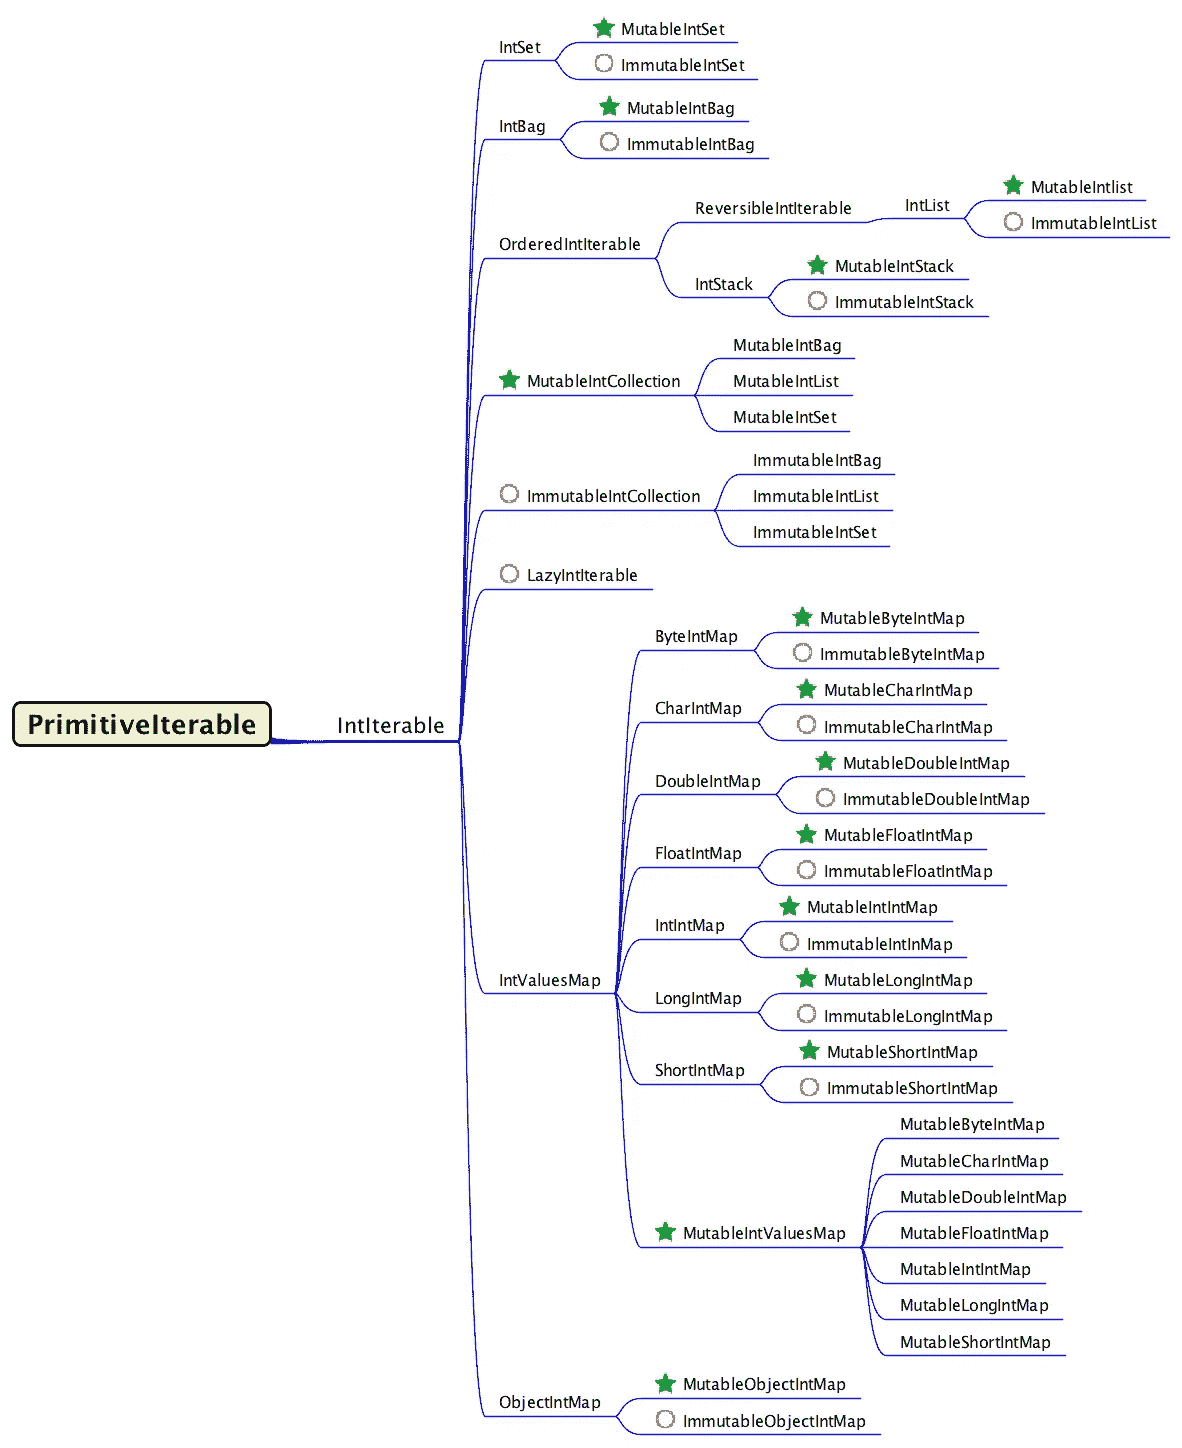 PrimitiveIterable
IntIterable
IntSet
MutableIntSet
ImmutableIntSet
IntBag
MutableIntBag
ImmutableIntBag
OrderedIntIterable
ReversibleIntIterable
IntList
MutableIntlist
ImmutableIntList
IntStack
MutableIntStack
ImmutableIntStack
MutableIntCollection
MutableIntBag
MutableIntList
MutableIntSet
ImmutableIntCollection
ImmutableIntBag
ImmutableIntList
ImmutableIntSet
LazyIntIterable
IntValuesMap
ByteIntMap
MutableByteIntMap
ImmutableByteIntMap
CharIntMap
MutableCharIntMap
ImmutableCharIntMap
DoubleIntMap
MutableDoubleIntMap
ImmutableDoubleIntMap
FloatIntMap
MutableFloatIntMap
ImmutableFloatIntMap
IntIntMap
MutableIntIntMap
ImmutableIntInMap
LongIntMap
MutableLongIntMap
ImmutableLongIntMap
ShortIntMap
MutableShortIntMap
ImmutableShortIntMap
MutableIntValuesMap
MutableByteIntMap
MutableCharIntMap
MutableDoubleIntMap
MutableFloatIntMap
MutableIntIntMap
MutableLongIntMap
MutableShortIntMap
ObjectIntMap
MutableObjectIntMap
ImmutableObjectIntMap